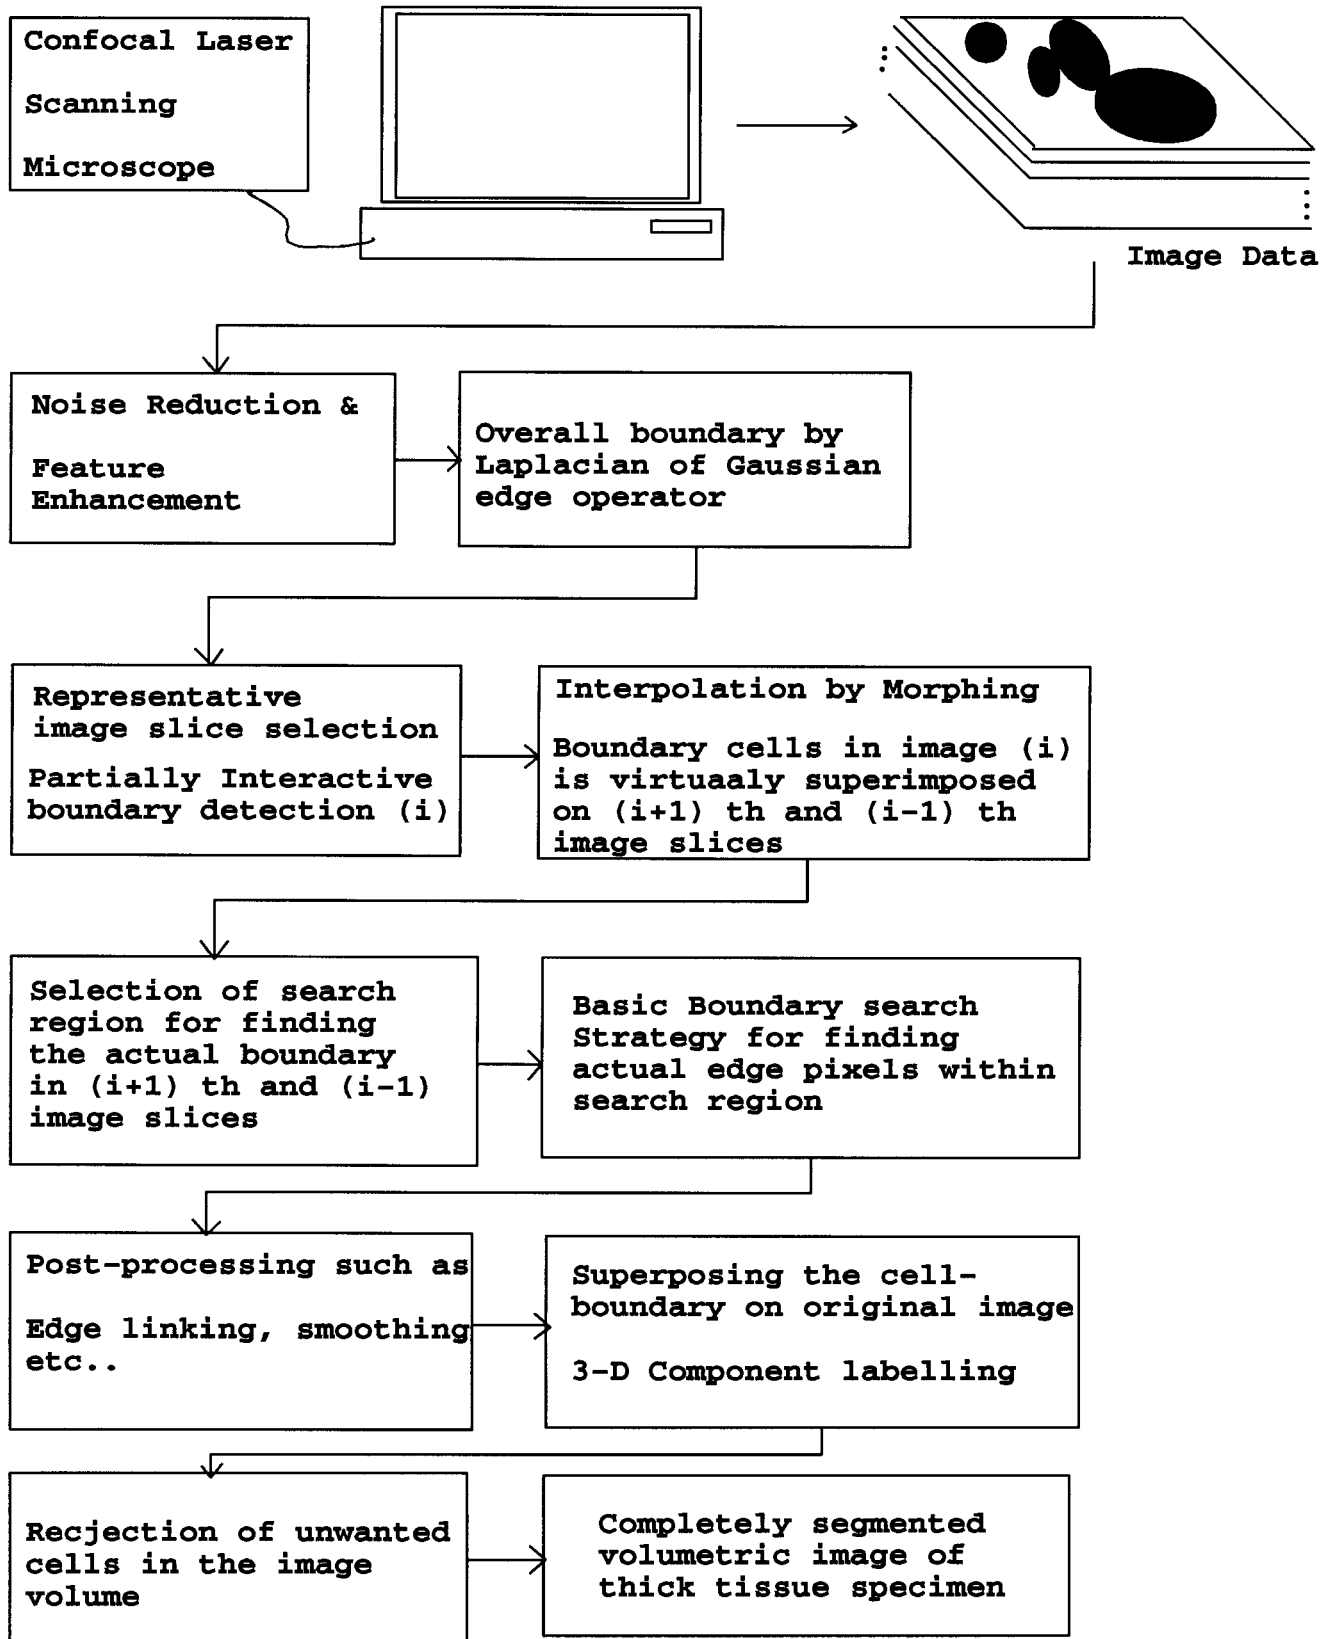 Confocal Laser
Scanning
Microscope
Image Data
Noise Reduction &
Feature
Enhancement
Overall boundary by
Laplacian of Gaussian
edge operator
Representative
image slice selection
Partially Interactive
boundary detection (i)
Interpolation by Morphing
Boundary cells in image (i)
is virtuaaly superimposed
on (i+1) th and (i-1) th
image slices
Selection of search
region for finding
the actual boundary
in (i+1) th and (i-1)
image slices
Basic Boundary search
Strategy for finding
actual edge pixels within
search region
Post-processing such as
Edge linking, smoothing
etc..
Superposing the cell-
boundary on original image
3-D Component labelling
Recjection of unwanted
cells in the image
volume
Completely segmented
volumetric image of
thick tissue specimen